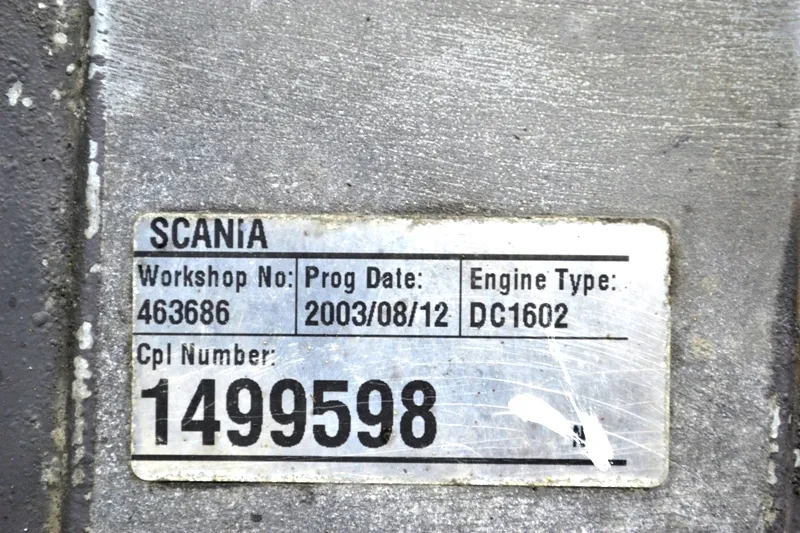 SCANIA
Workshop No: Prog Date: Engine Type:
463686 2003/08/12 DC1602
Cpl Number:
1499598